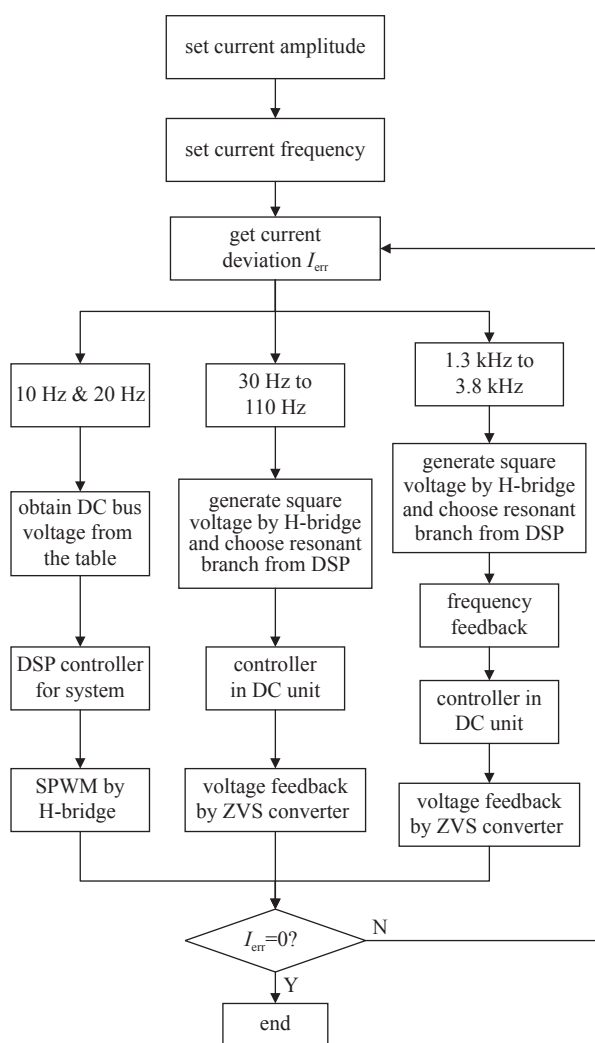 set current amplitude
set current frequency
get current
deviation Ierr
10 Hz & 20 Hz
obtain DC bus
voltage from
the table
DSP controller
for system
SPWM by
H-bridge
30 Hz to
110 Hz
generate square
voltage by H-bridge
and choose resonant
branch from DSP
controller
in DC unit
voltage feedback
by ZVS converter
1.3 kHz to
3.8 kHz
generate square
voltage by H-bridge
and choose resonant
branch from DSP
frequency
feedback
controller in
DC unit
voltage feedback
by ZVS converter
Ierr=0?
N
Y
end